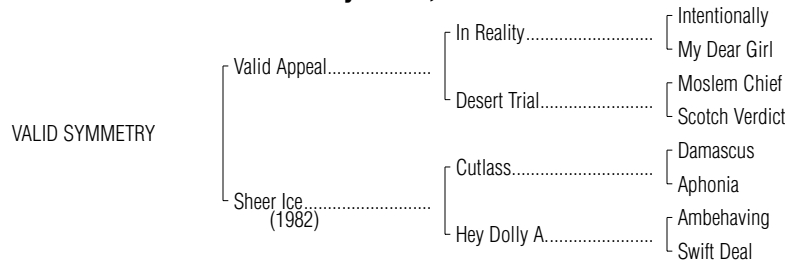 Intentionally
In Reality
My Dear Girl
Valid Appeal
Moslem Chief
Desert Trial
Scotch Verdict
VALID SYMMETRY
Damascus
Cutlass
Aphonia
Sheer Ice
(1982)
Ambehaving
Hey Dolly A.
Swift Deal